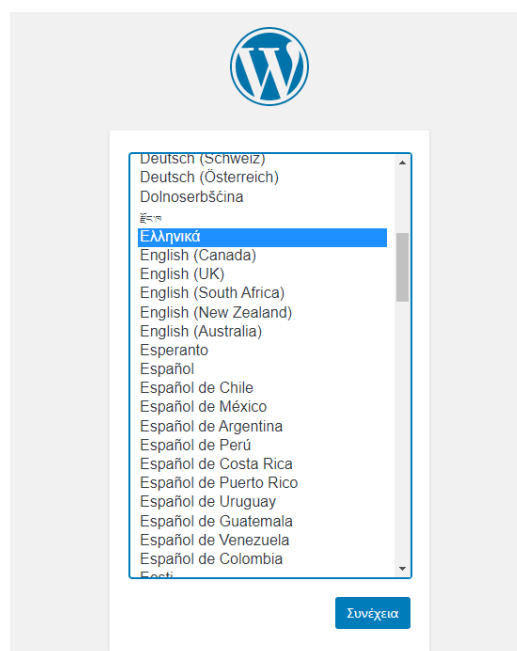 Deutsch (Schweiz)
Deutsch (Österreich)
Dolnoserbšćina
རྫོང་ཁ
Ελληνικά
English (Canada)
English (UK)
English (South Africa)
English (New Zealand)
English (Australia)
Esperanto
Español
Español de Chile
Español de México
Español de Argentina
Español de Perú
Español de Costa Rica
Español de Puerto Rico
Español de Uruguay
Español de Guatemala
Español de Venezuela
Español de Colombia
Eesti
Συνέχεια